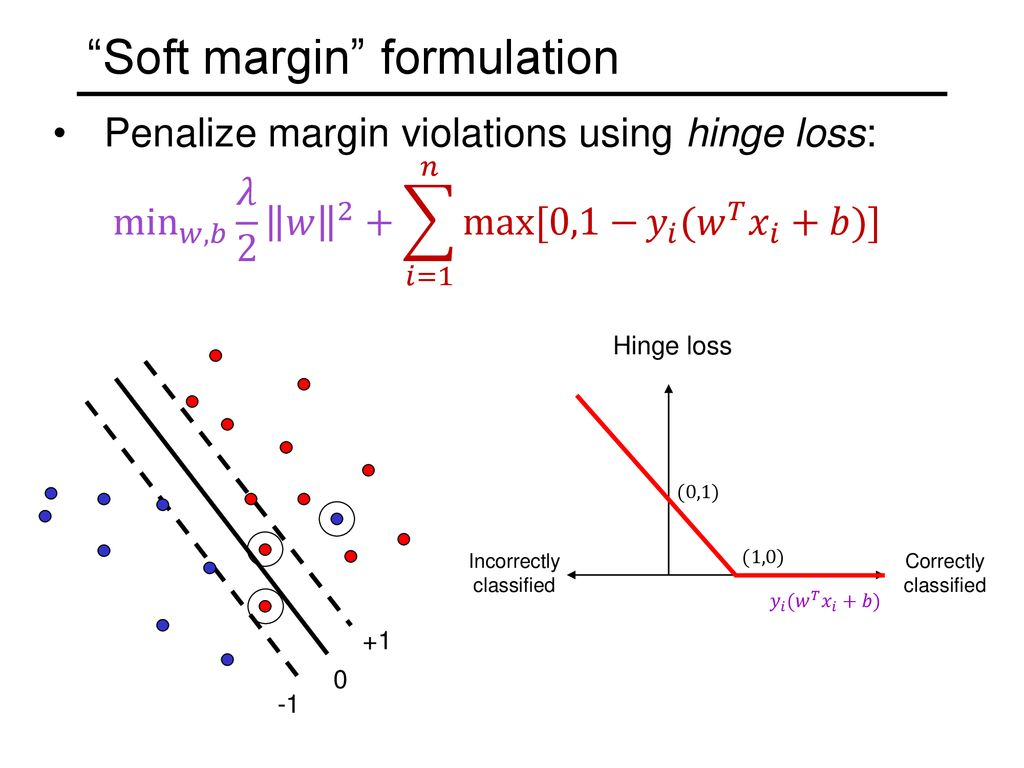 “Soft margin” formulation
• Penalize margin violations using hinge loss:
min_{w,b} \frac{λ}{2} ‖w‖^2 + \sum_{i=1}^{n} max[0,1 − y_i(w^T x_i + b)]
Hinge loss
(0,1)
(1,0)
Incorrectly
classified
Correctly
classified
y_i(w^T x_i + b)
+1
0
-1